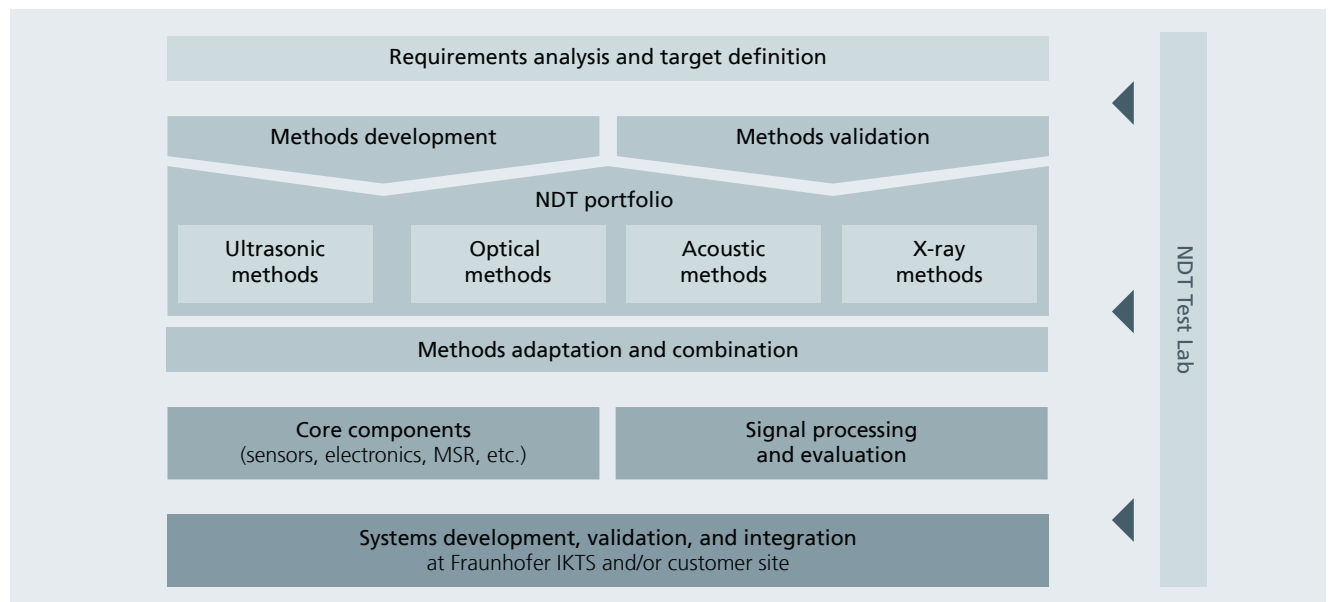 Requirements analysis and target definition
Methods development
Methods validation
NDT portfolio
Ultrasonic
methods
Optical
methods
Acoustic
methods
X-ray
methods
Methods adaptation and combination
Core components
(sensors, electronics, MSR, etc.)
Signal processing
and evaluation
Systems development, validation, and integration
at Fraunhofer IKTS and/or customer site
NDT Test Lab